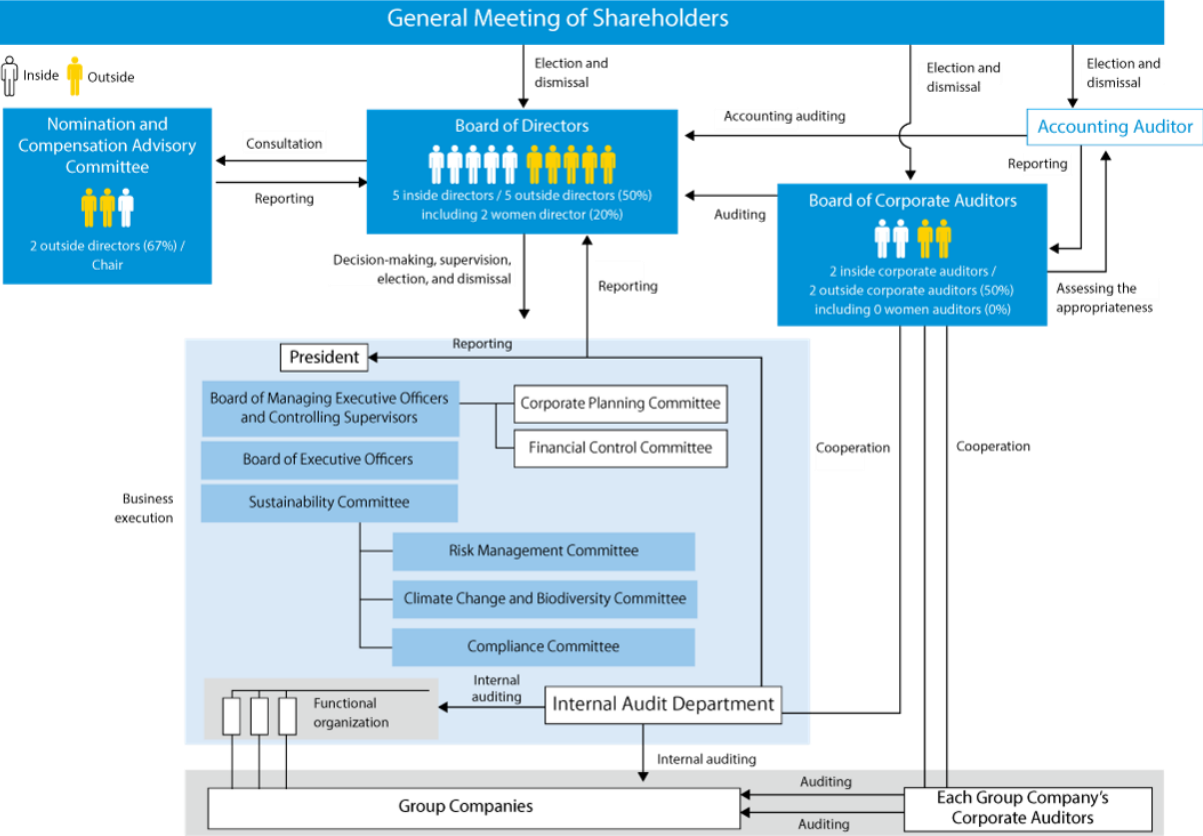 General Meeting of Shareholders
Inside
Outside
Election and
dismissal
Election and
dismissal
Election and
dismissal
Nomination and
Compensation Advisory
Committee
2 outside directors (67%) /
Chair
Consultation
Reporting
Board of Directors
5 inside directors / 5 outside directors (50%)
including 2 women director (20%)
Accounting auditing
Accounting Auditor
Reporting
Auditing
Board of Corporate Auditors
2 inside corporate auditors /
2 outside corporate auditors (50%)
including 0 women auditors (0%)
Assessing the
appropriateness
Decision-making, supervision,
election, and dismissal
Reporting
President
Reporting
Board of Managing Executive Officers
and Controlling Supervisors
Corporate Planning Committee
Financial Control Committee
Board of Executive Officers
Sustainability Committee
Business
execution
Cooperation
Cooperation
Risk Management Committee
Climate Change and Biodiversity Committee
Compliance Committee
Functional
organization
Internal
auditing
Internal Audit Department
Internal auditing
Group Companies
Auditing
Auditing
Each Group Company's
Corporate Auditors